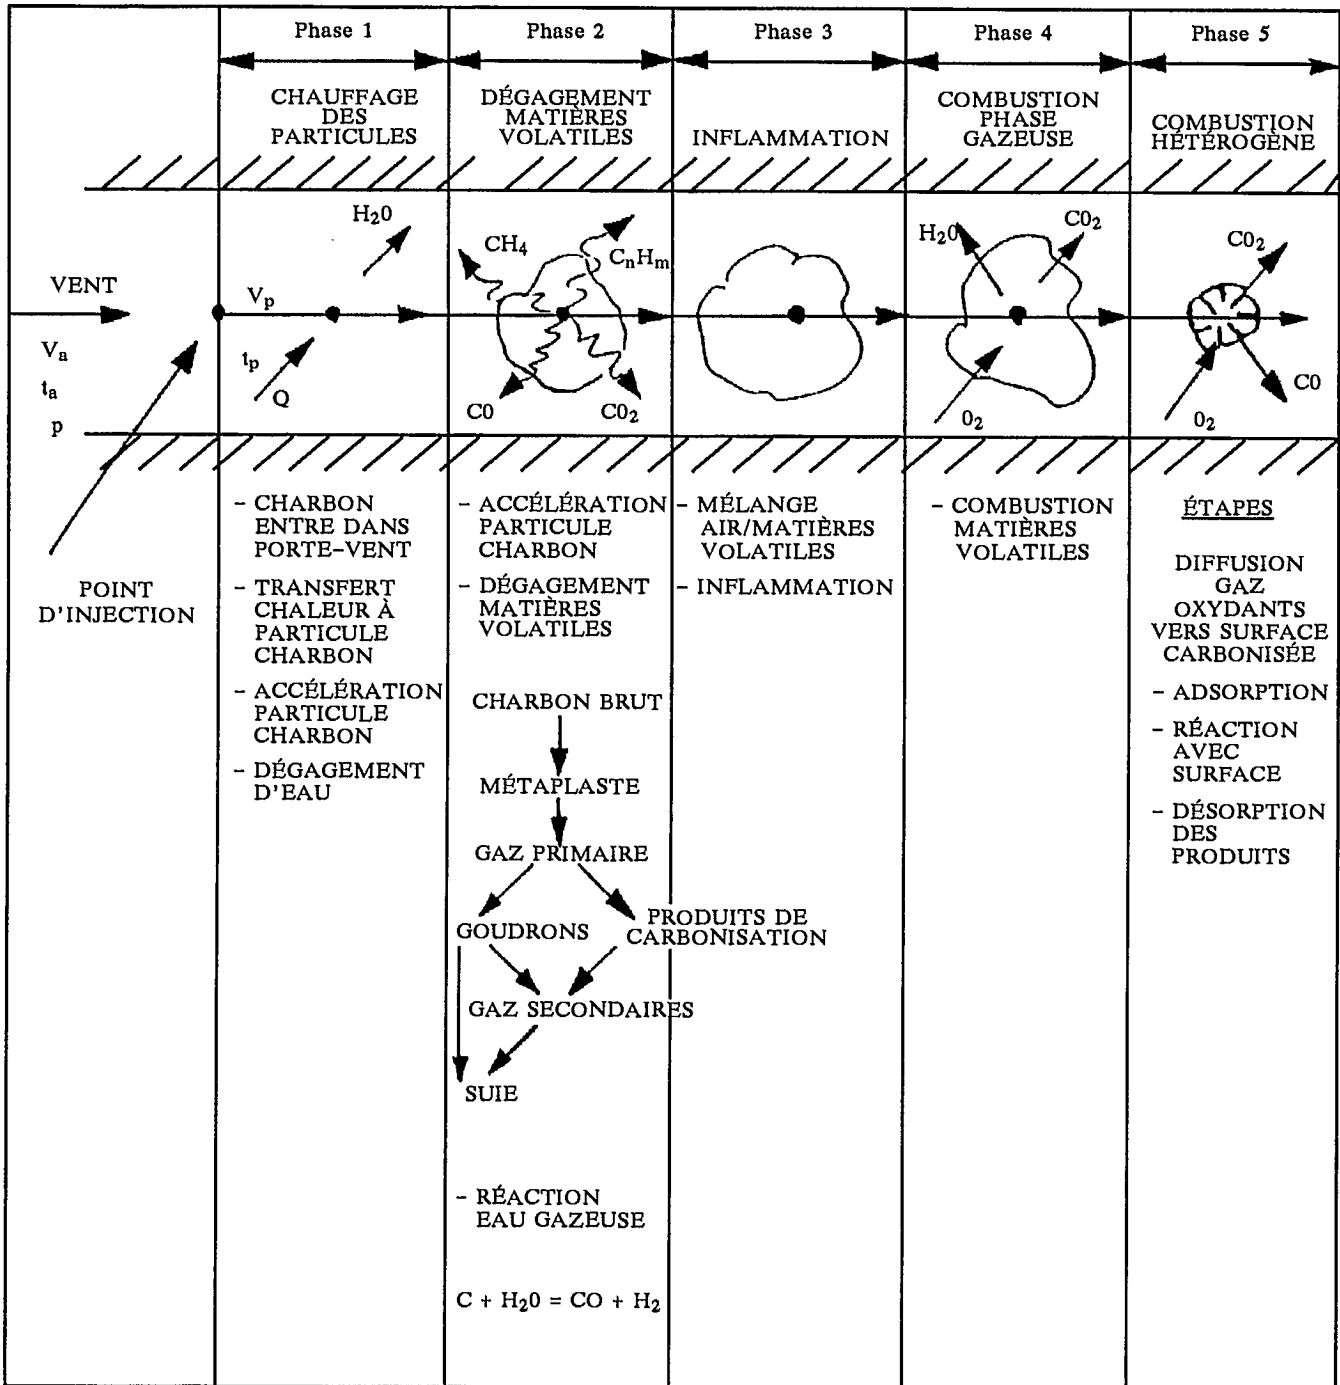 Phase 1
Phase 2
Phase 3
Phase 4
Phase 5
CHAUFFAGE
DES
PARTICULES
DÉGAGEMENT
MATIÈRES
VOLATILES
INFLAMMATION
COMBUSTION
PHASE
GAZEUSE
COMBUSTION
HÉTÉROGÈNE
VENT
V_a
t_a
p
POINT
D'INJECTION
H₂0
V_p
t_p
Q
CH₄
C_nH_m
C0
C0₂
H₂0
C0₂
0₂
C0₂
C0
0₂
- CHARBON
ENTRE DANS
PORTE-VENT
- TRANSFERT
CHALEUR À
PARTICULE
CHARBON
- ACCÉLÉRATION
PARTICULE
CHARBON
- DÉGAGEMENT
D'EAU
- ACCÉLÉRATION
PARTICULE
CHARBON
- DÉGAGEMENT
MATIÈRES
VOLATILES
CHARBON BRUT
MÉTAPLASTE
GAZ PRIMAIRE
GOUDRONS
PRODUITS DE
CARBONISATION
GAZ SECONDAIRES
SUIE
- RÉACTION
EAU GAZEUSE
C + H₂0 = CO + H₂
- MÉLANGE
AIR/MATIÈRES
VOLATILES
- INFLAMMATION
- COMBUSTION
MATIÈRES
VOLATILES
ÉTAPES
DIFFUSION
GAZ
OXYDANTS
VERS SURFACE
CARBONISÉE
- ADSORPTION
- RÉACTION
AVEC
SURFACE
- DÉSORPTION
DES
PRODUITS